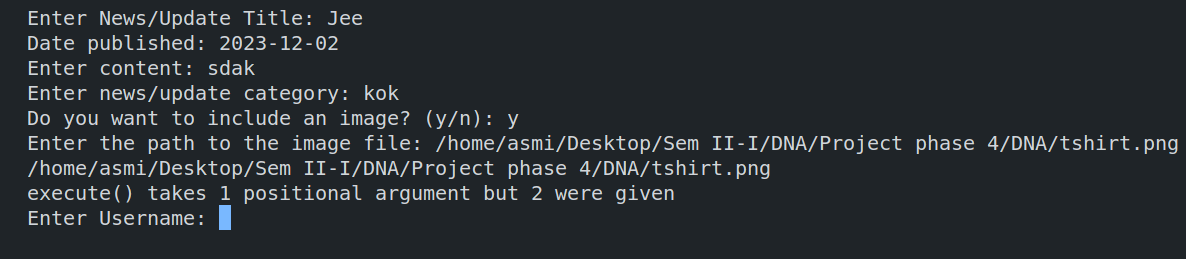 Enter News/Update Title: Jee
Date published: 2023-12-02
Enter content: sdak
Enter news/update category: kok
Do you want to include an image? (y/n): y
Enter the path to the image file: /home/asmi/Desktop/Sem II-I/DNA/Project phase 4/DNA/tshirt.png
/home/asmi/Desktop/Sem II-I/DNA/Project phase 4/DNA/tshirt.png
execute() takes 1 positional argument but 2 were given
Enter Username: